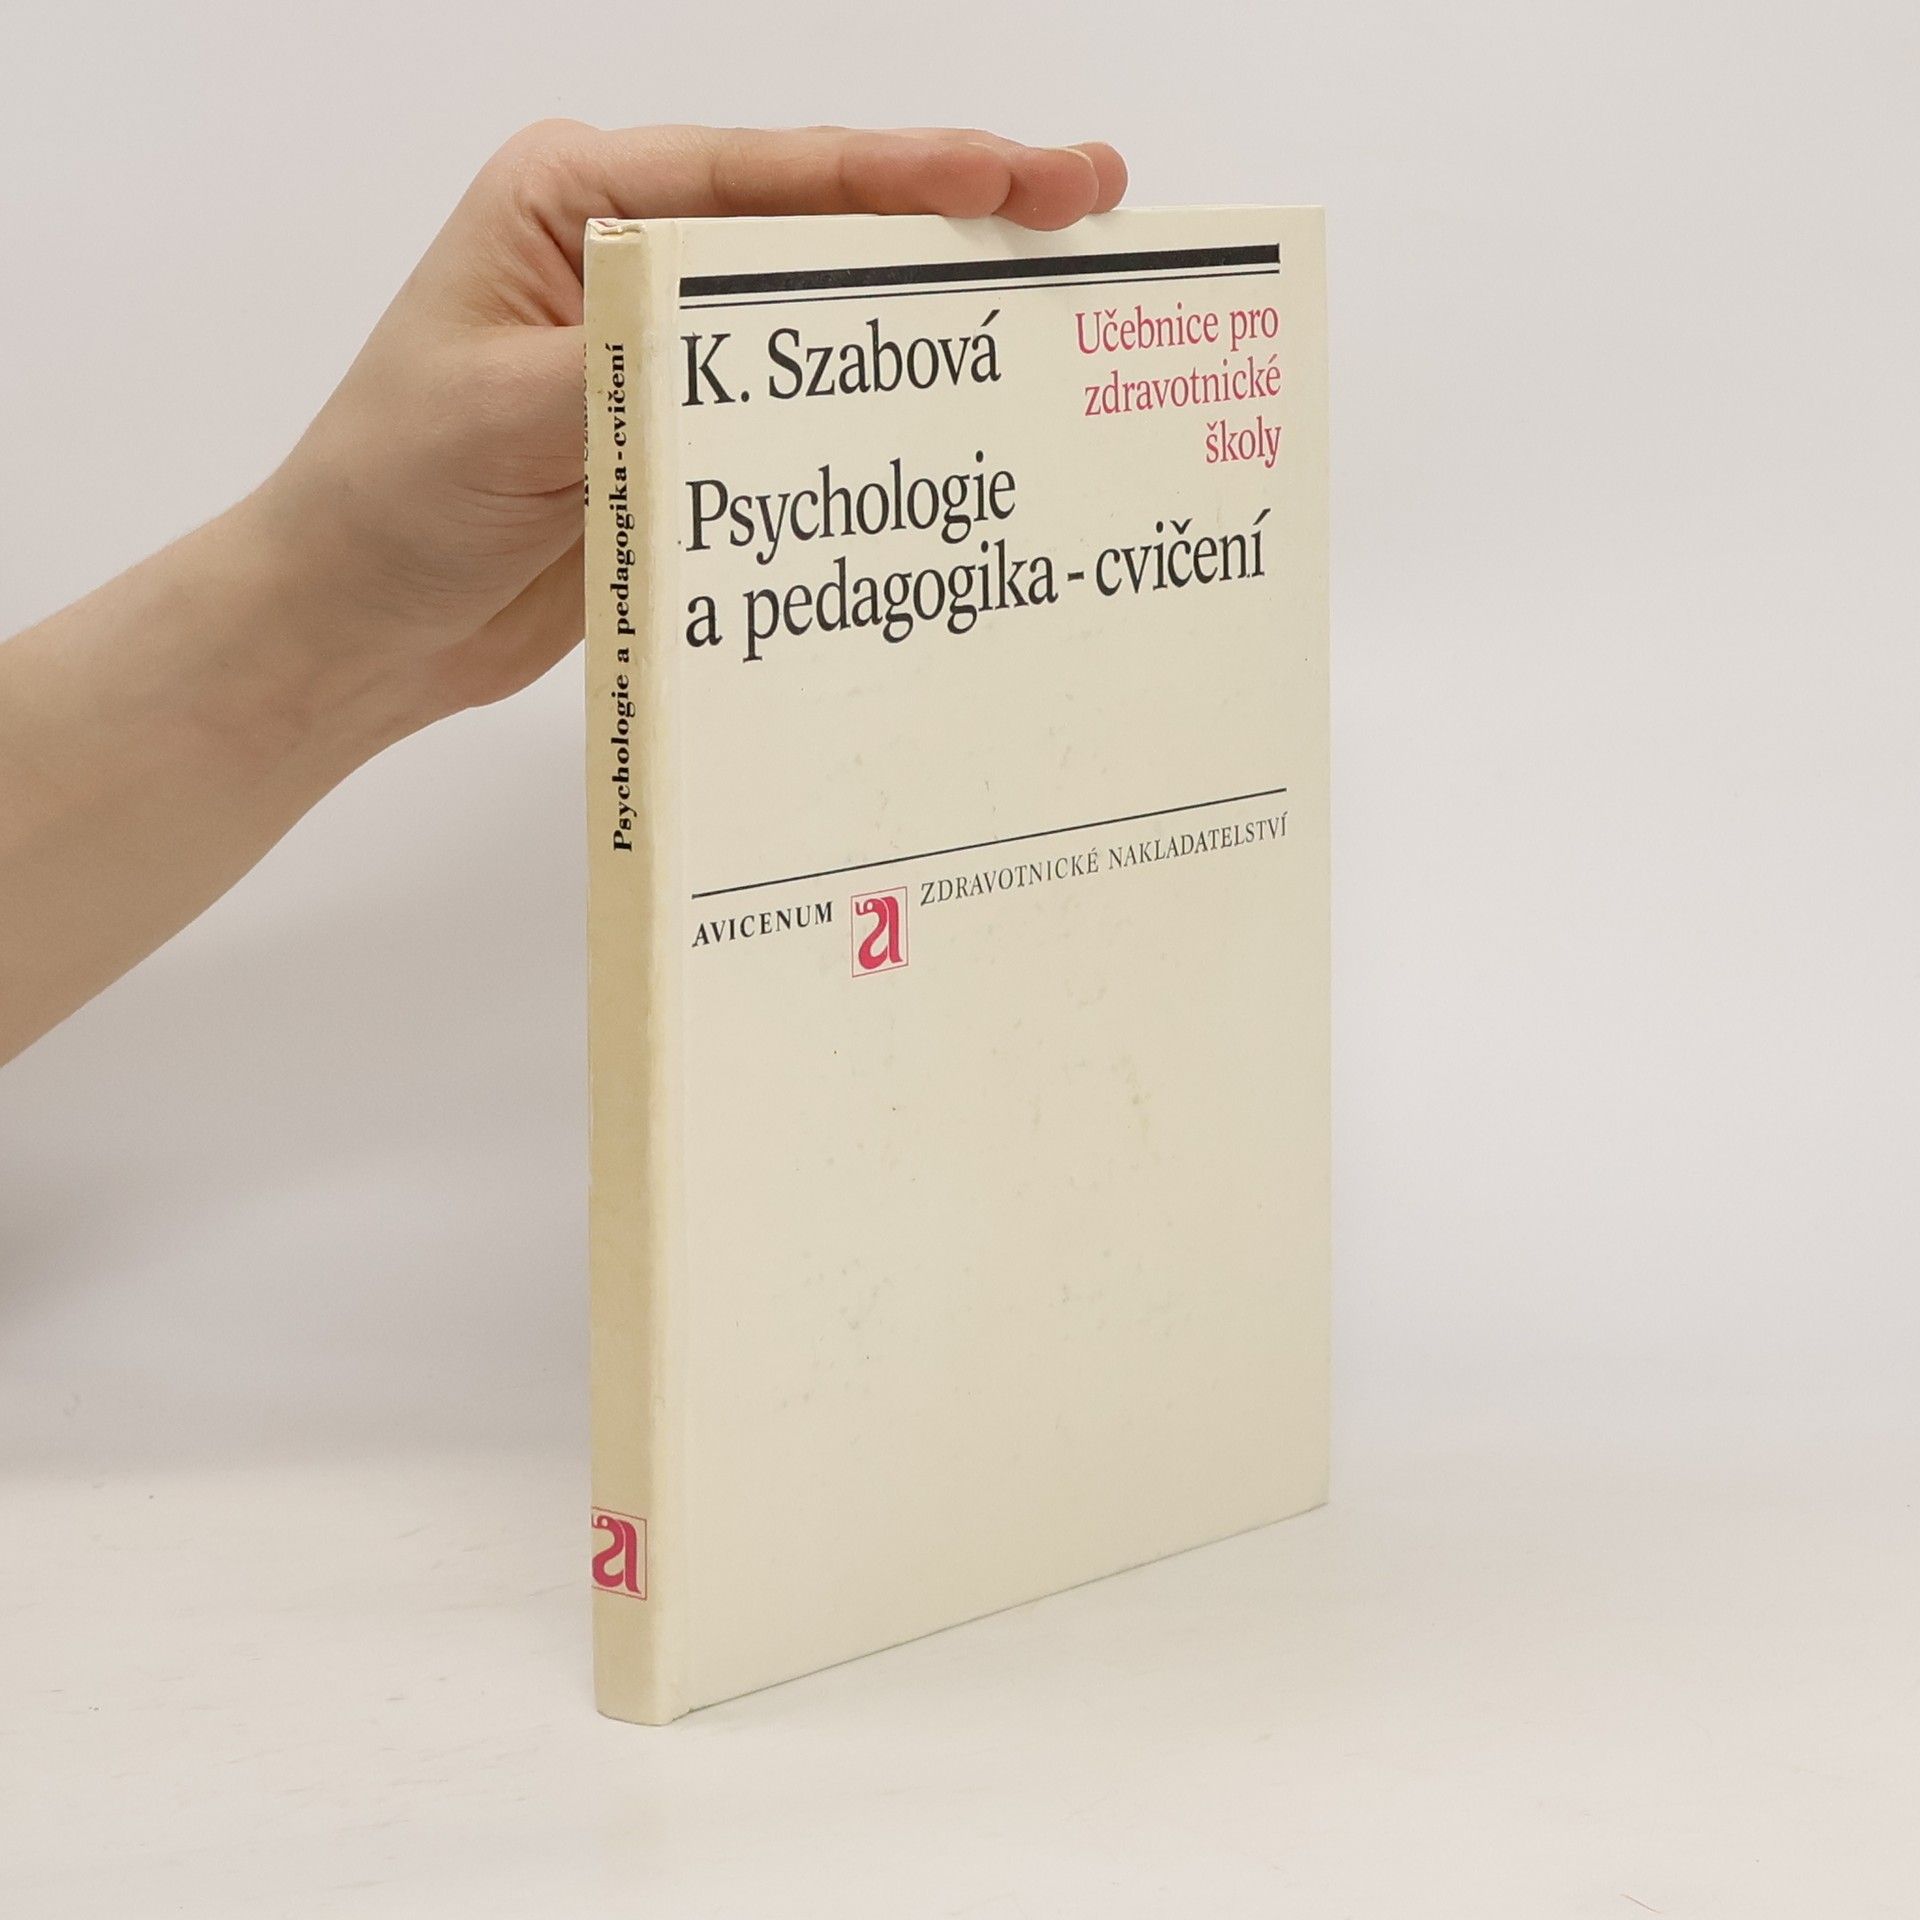 K. Szabová
Učebnice pro
zdravotnické
školy
Psychologie
a pedagogika - cvičení
AVICENUM
ZDRAVOTNICKÉ NAKLADATELSTVÍ
Psychologie a pedagogika - cvičení